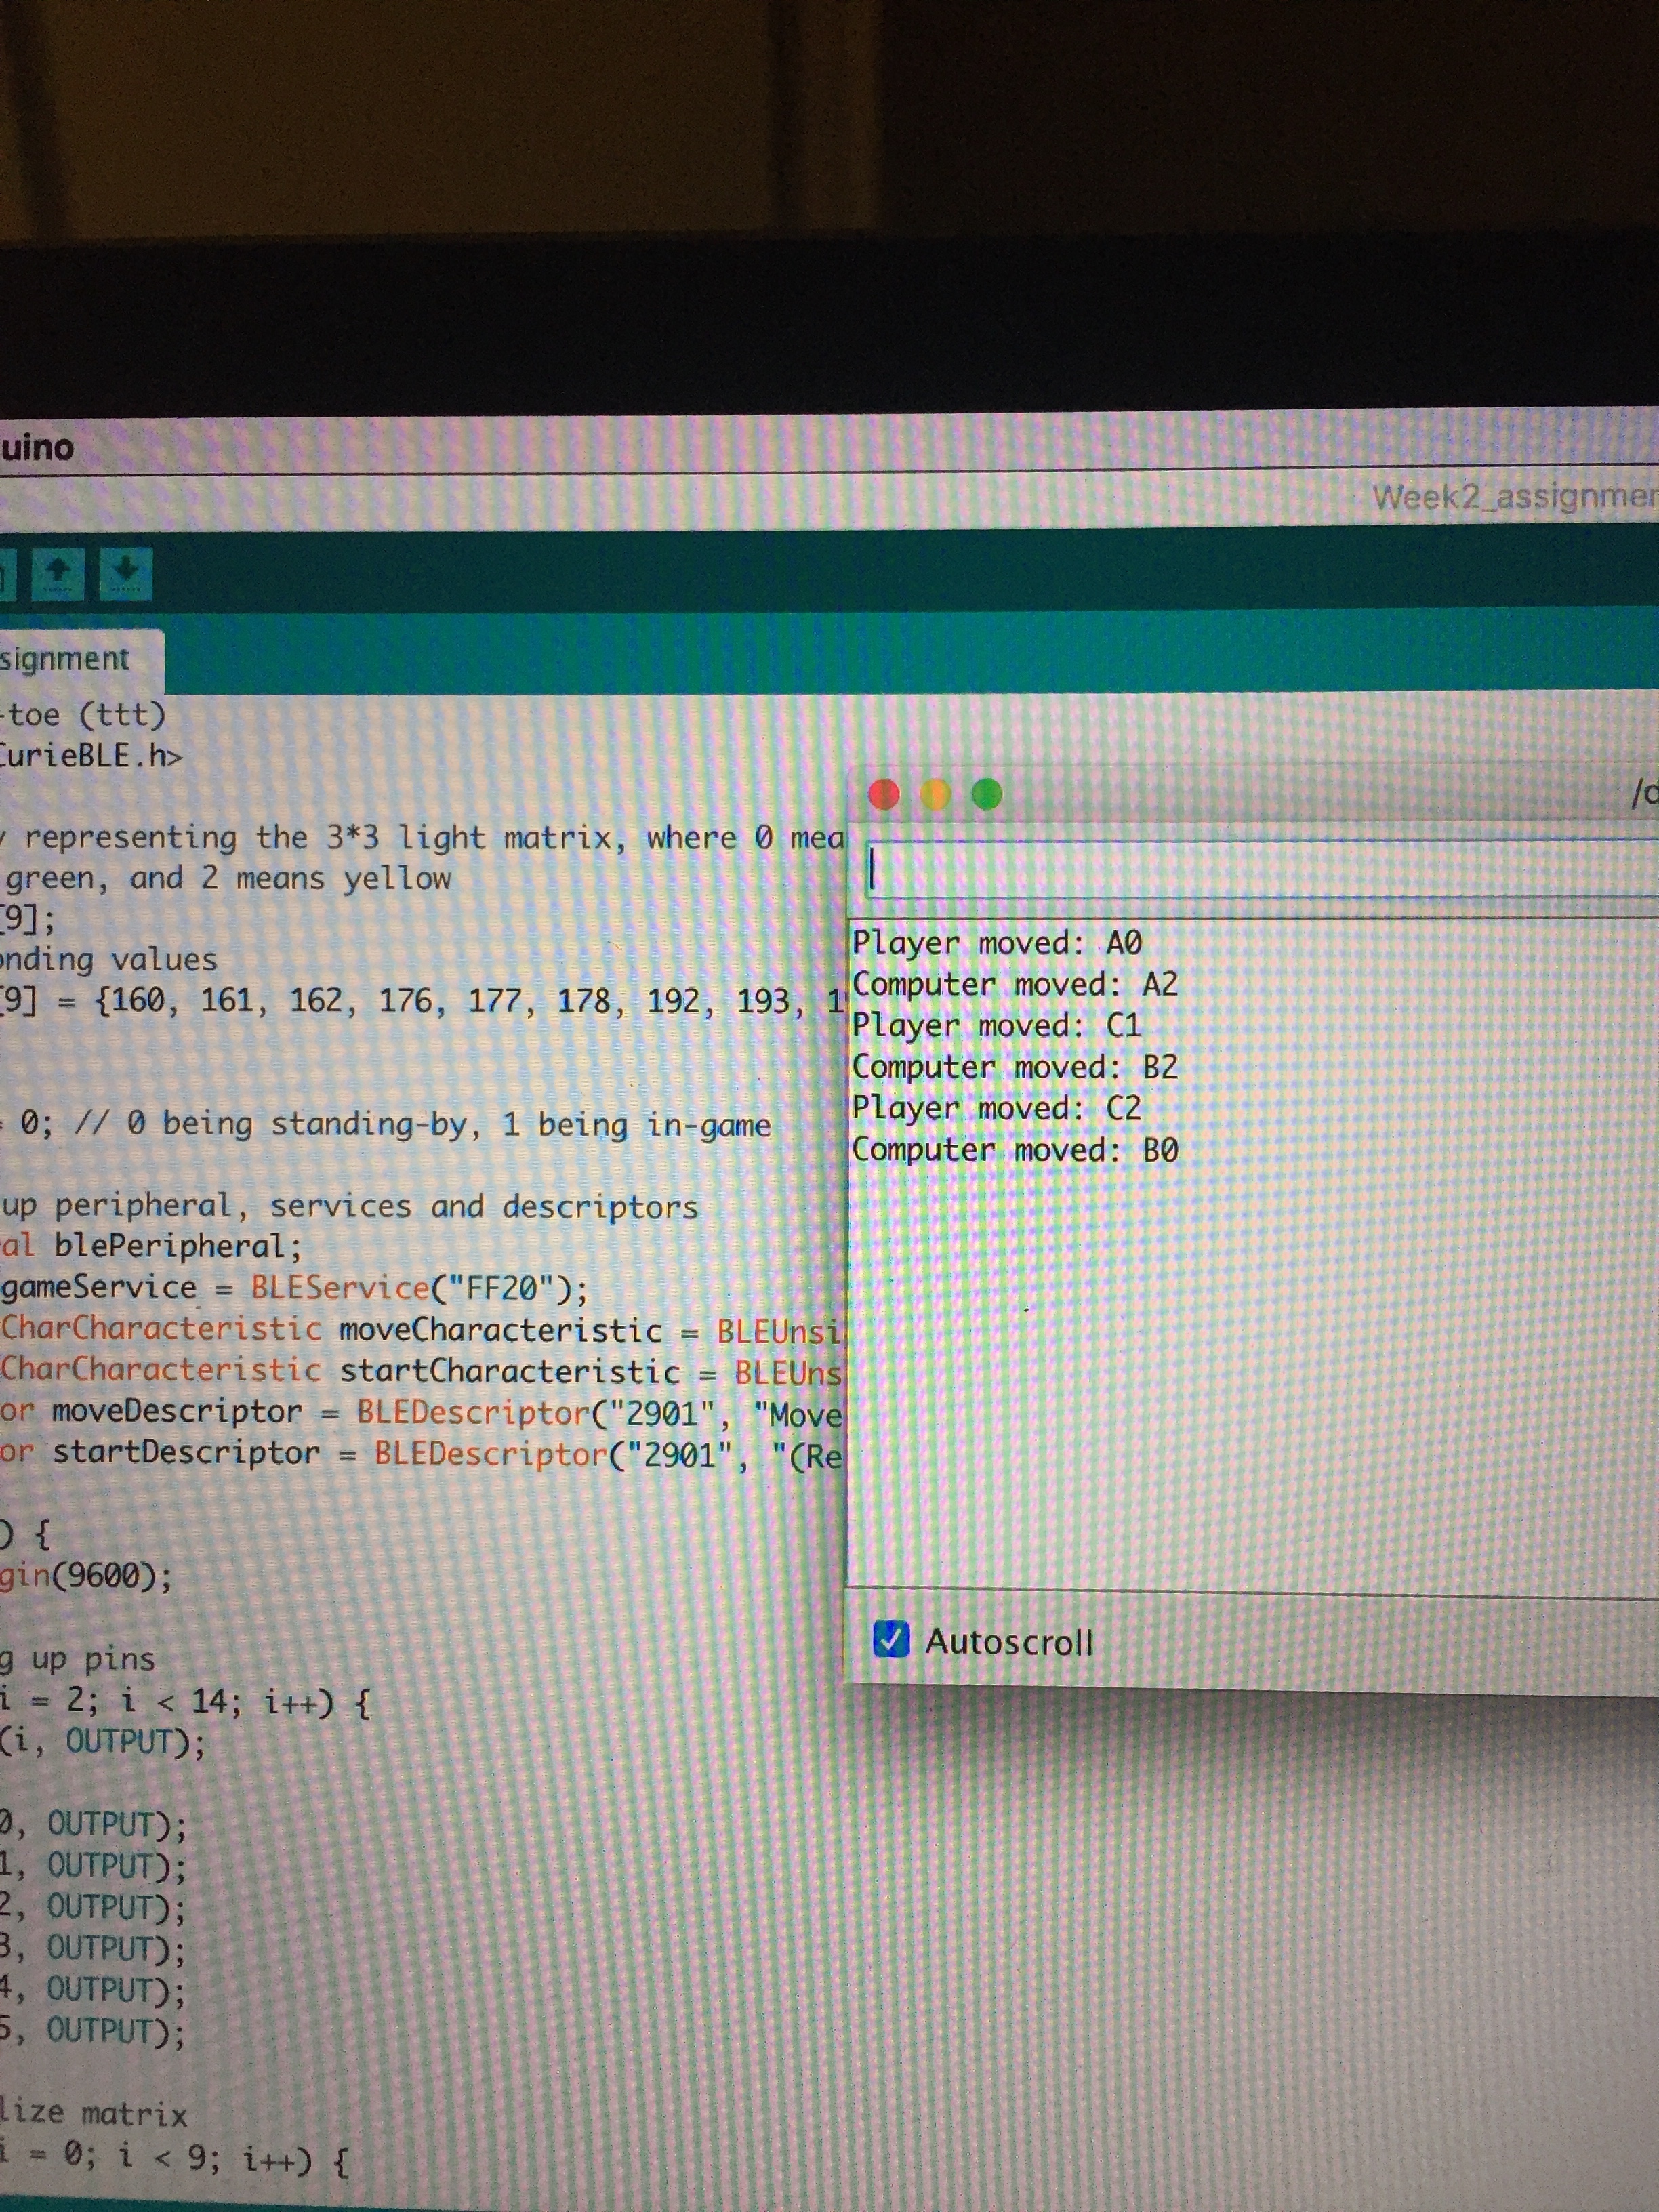 uino
Week2_assignmen
signment
-toe (ttt)
CurieBLE.h>
y representing the 3*3 light matrix, where 0 mea
green, and 2 means yellow
[9];
onding values
[9] = {160, 161, 162, 176, 177, 178, 192, 193, 1
= 0; // 0 being standing-by, 1 being in-game
up peripheral, services and descriptors
al blePeripheral;
gameService = BLEService("FF20");
CharCharacteristic moveCharacteristic = BLEUnsi
CharCharacteristic startCharacteristic = BLEUns
or moveDescriptor = BLEDescriptor("2901", "Move
or startDescriptor = BLEDescriptor("2901", "(Re
) {
gin(9600);
g up pins
i = 2; i < 14; i++) {
(i, OUTPUT);
0, OUTPUT);
1, OUTPUT);
2, OUTPUT);
3, OUTPUT);
4, OUTPUT);
5, OUTPUT);
lize matrix
i = 0; i < 9; i++) {
/d
Player moved: A0
Computer moved: A2
Player moved: C1
Computer moved: B2
Player moved: C2
Computer moved: B0
Autoscroll